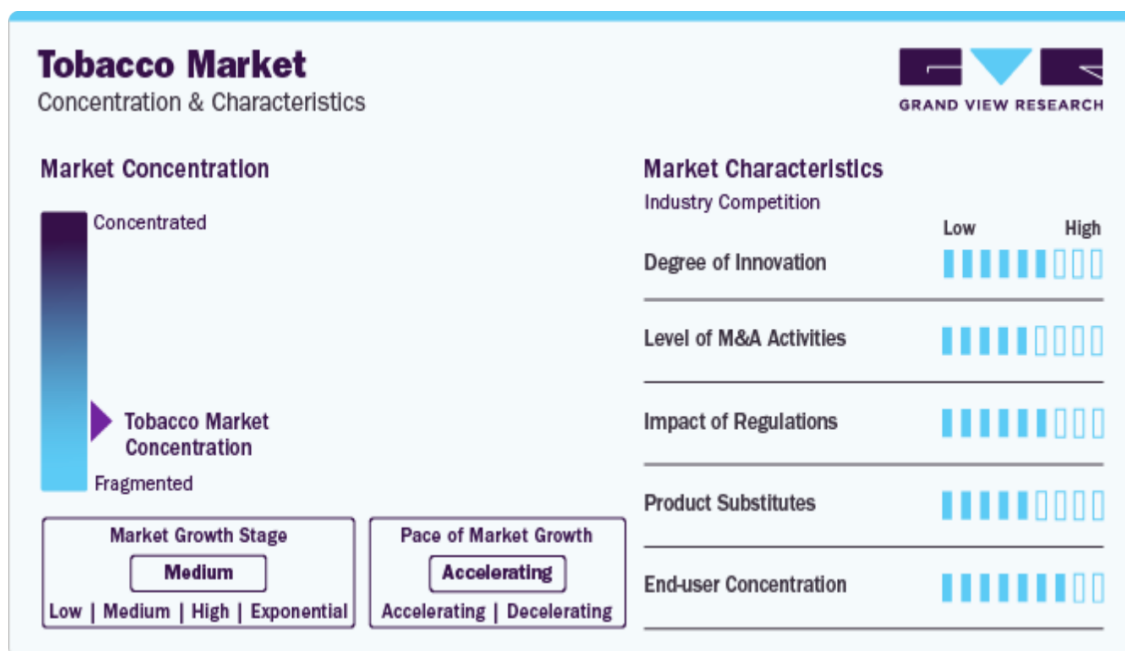 Tobacco Market
Concentration & Characteristics
GRAND VIEW RESEARCH
Market Concentration
Concentrated
Tobacco Market
Concentration
Fragmented
Market Growth Stage
Medium
Low | Medium | High | Exponential
Pace of Market Growth
Accelerating
Accelerating | Decelerating
Market Characteristics
Industry Competition
Low High
Degree of Innovation
Level of M&A Activities
Impact of Regulations
Product Substitutes
End-user Concentration